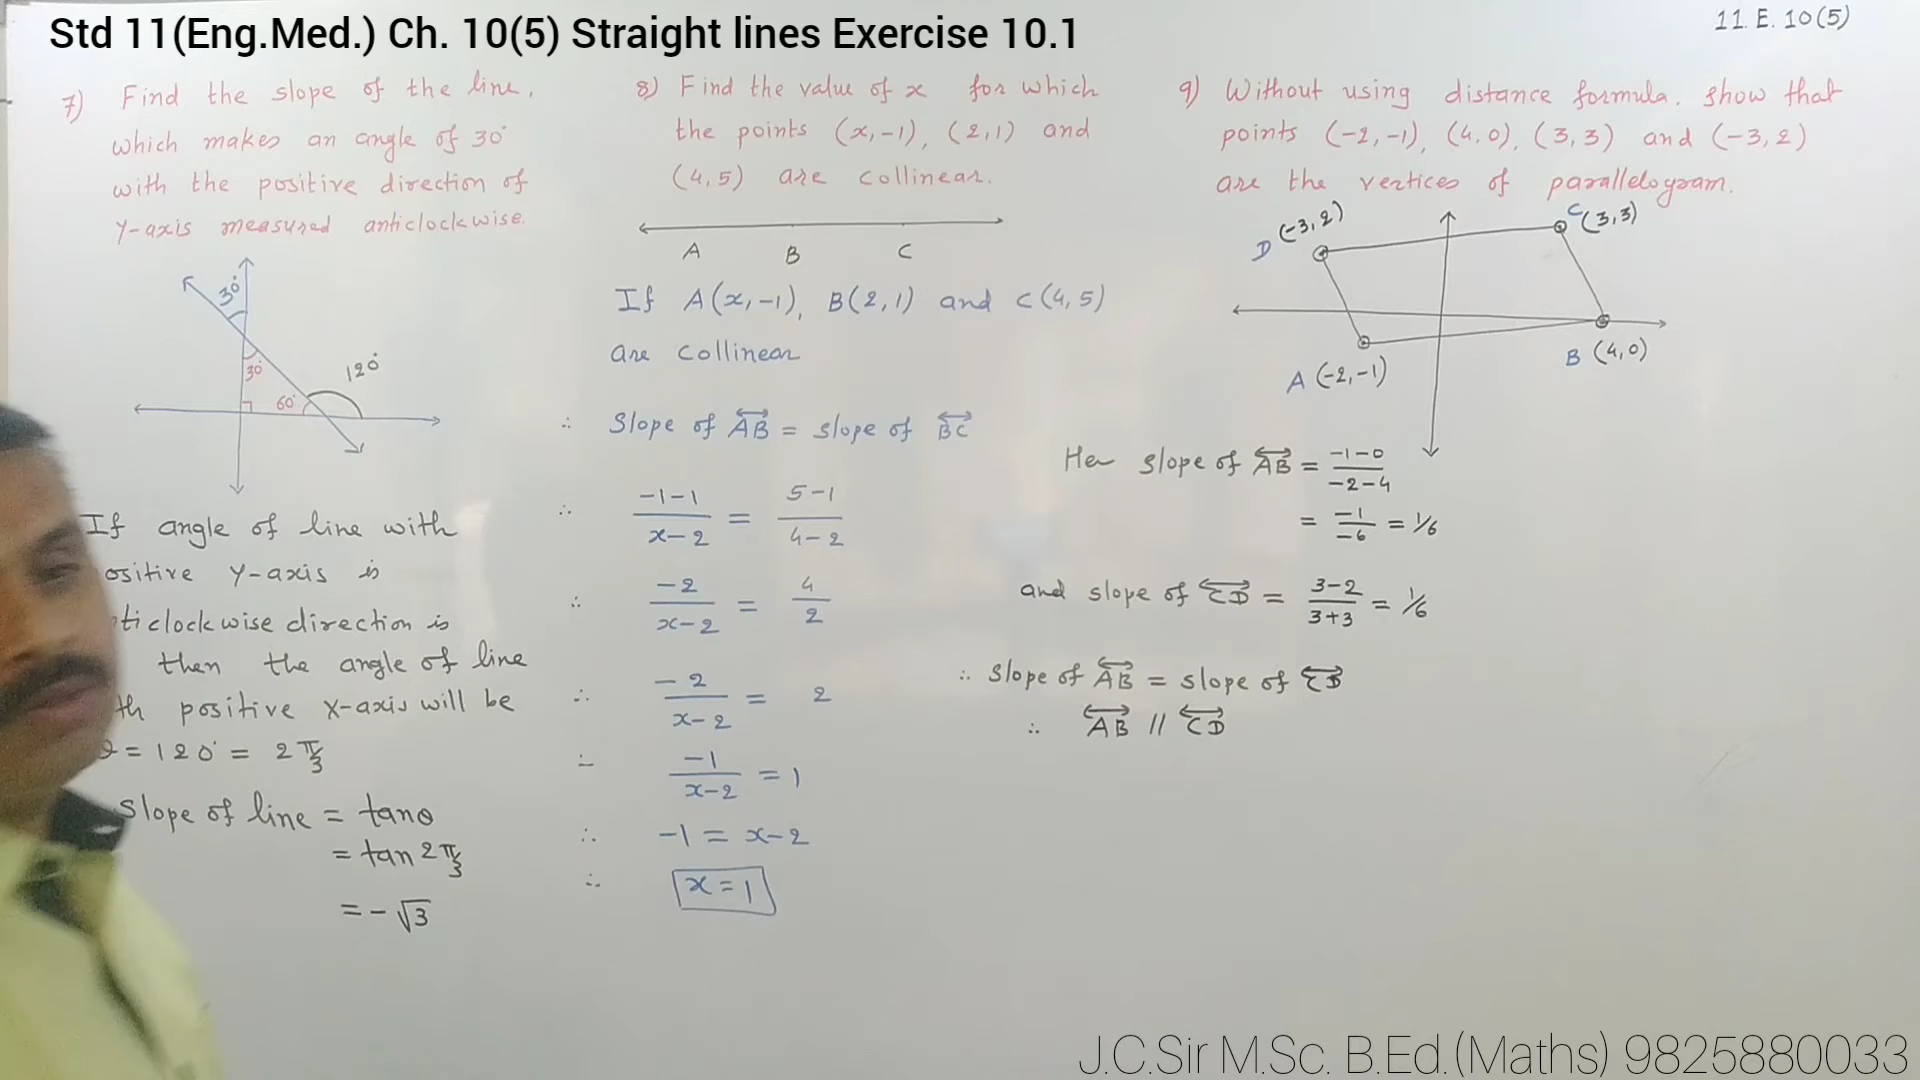 Std 11(Eng.Med.) Ch. 10(5) Straight lines Exercise 10.1
11. E. 10(5)
7) Find the slope of the line,
which makes an angle of 30°
with the positive direction of
Y-axis measured anticlockwise.
30°
30°
60°
120°
If angle of line with
ositive Y-axis is
ticlockwise direction is
then the angle of line
th positive X-axis will be
= 120° = 2π/3
Slope of line = tanθ
= tan 2π/3
= -√3
8) Find the value of x for which
the points (x,-1), (2,1) and
(4,5) are collinear.
A B C
If A(x,-1), B(2,1) and C(4,5)
are collinear
∴ Slope of AB = slope of BC
∴ -1-1/x-2 = 5-1/4-2
∴ -2/x-2 = 4/2
∴ -2/x-2 = 2
∴ -1/x-2 = 1
∴ -1 = x-2
∴ x = 1
9) Without using distance formula. show that
points (-2,-1), (4,0), (3,3) and (-3,2)
are the vertices of parallelogram.
D (-3,2)
C (3,3)
A (-2,-1)
B (4,0)
Her slope of AB = -1-0/-2-4
= -1/-6 = 1/6
and slope of CD = 3-2/3+3 = 1/6
∴ Slope of AB = slope of CD
∴ AB // CD
J.C.Sir M.Sc. B.Ed.(Maths) 9825880033